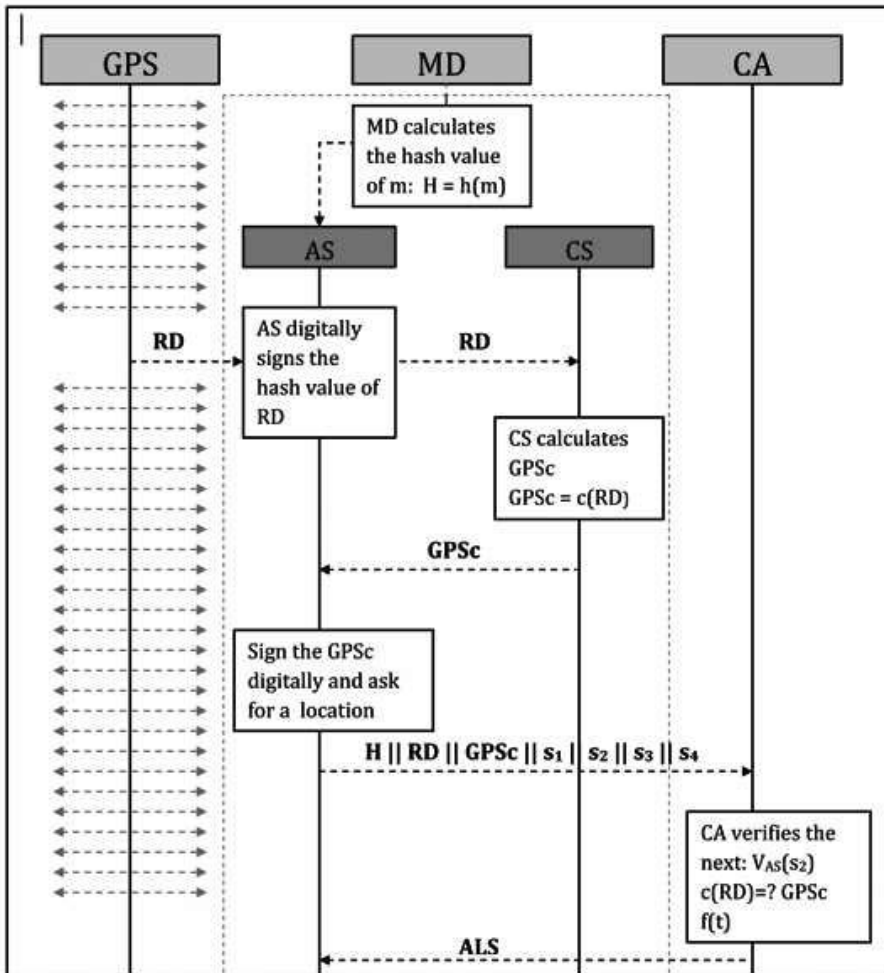 GPS
MD
CA
MD calculates
the hash value
of m: H = h(m)
AS
CS
RD
AS digitally
signs the
hash value of
RD
RD
CS calculates
GPSc
GPSc = c(RD)
GPSc
Sign the GPSc
digitally and ask
for a location
H || RD || GPSc || s₁ | s₂ || s₃ || s₄
CA verifies the
next: V_AS(s₂)
c(RD)=? GPSc
f(t)
ALS